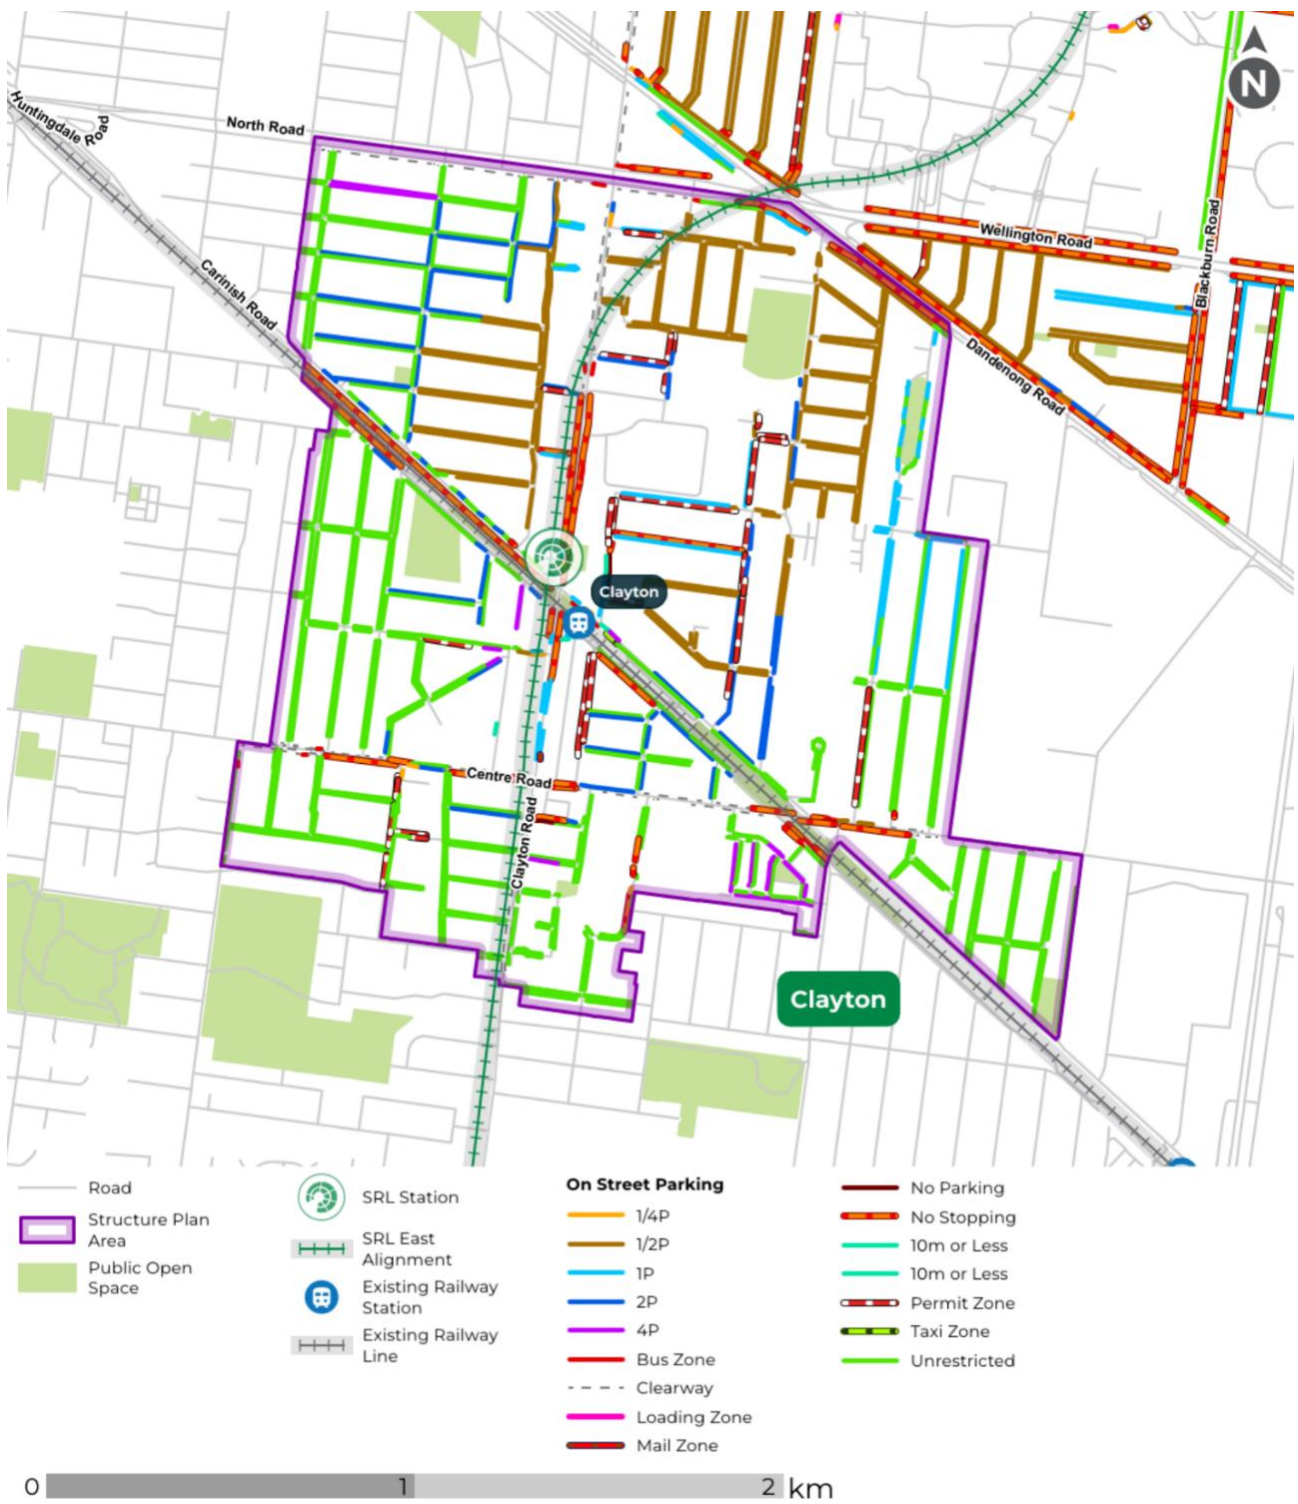 N
Huntingdale Road
North Road
Carinish Road
Wellington Road
Blackburn Road
Dandenong Road
Clayton
Centre Road
Clayton Road
Clayton
Road
Structure Plan
Area
Public Open
Space
SRL Station
SRL East
Alignment
Existing Railway
Station
Existing Railway
Line
On Street Parking
1/4P
1/2P
1P
2P
4P
Bus Zone
Clearway
Loading Zone
Mail Zone
No Parking
No Stopping
10m or Less
10m or Less
Permit Zone
Taxi Zone
Unrestricted
0 1 2 km